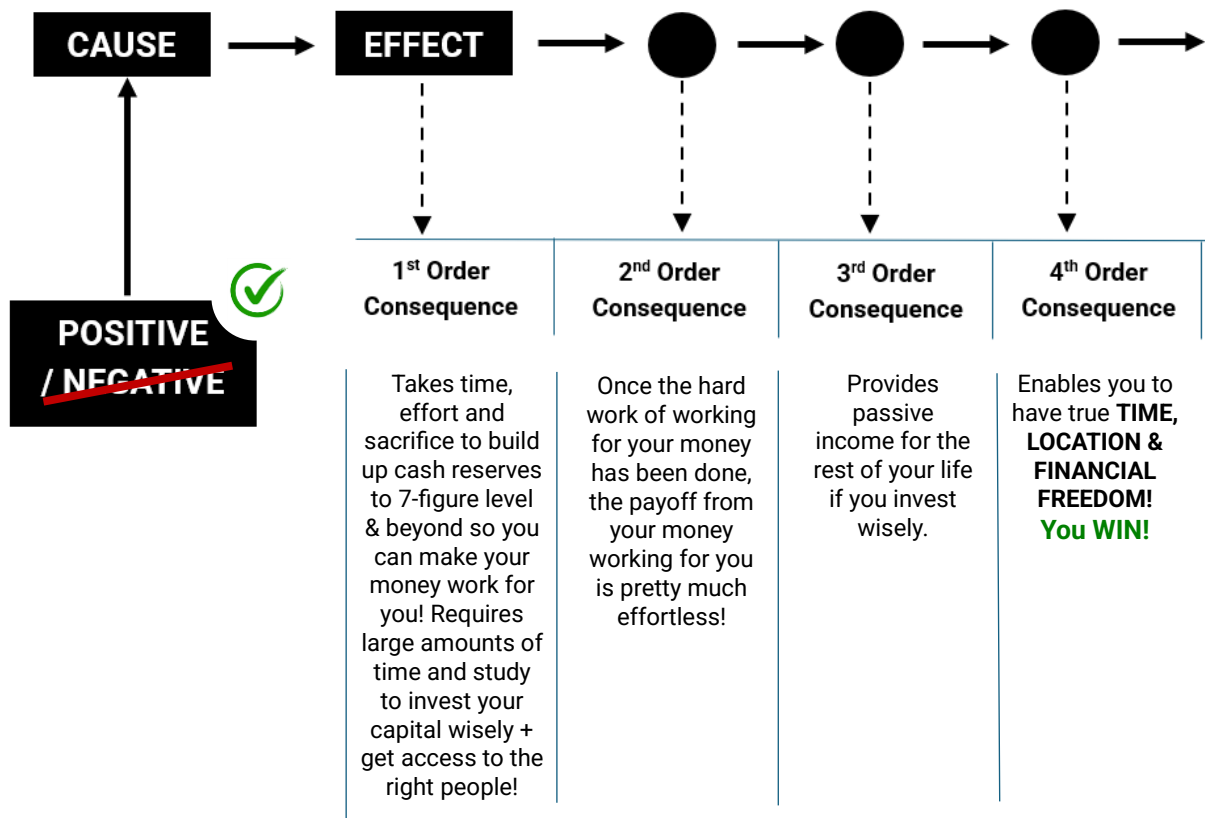 CAUSE
EFFECT
POSITIVE
/ NEGATIVE
1st Order
Consequence
2nd Order
Consequence
3rd Order
Consequence
4th Order
Consequence
Takes time,
effort and
sacrifice to build
up cash reserves
to 7-figure level
& beyond so you
can make your
money work for
you! Requires
large amounts of
time and study
to invest your
capital wisely +
get access to the
right people!
Once the hard
work of working
for your money
has been done,
the payoff from
your money
working for you
is pretty much
effortless!
Provides
passive
income for the
rest of your life
if you invest
wisely.
Enables you to
have true TIME,
LOCATION &
FINANCIAL
FREEDOM!
You WIN!